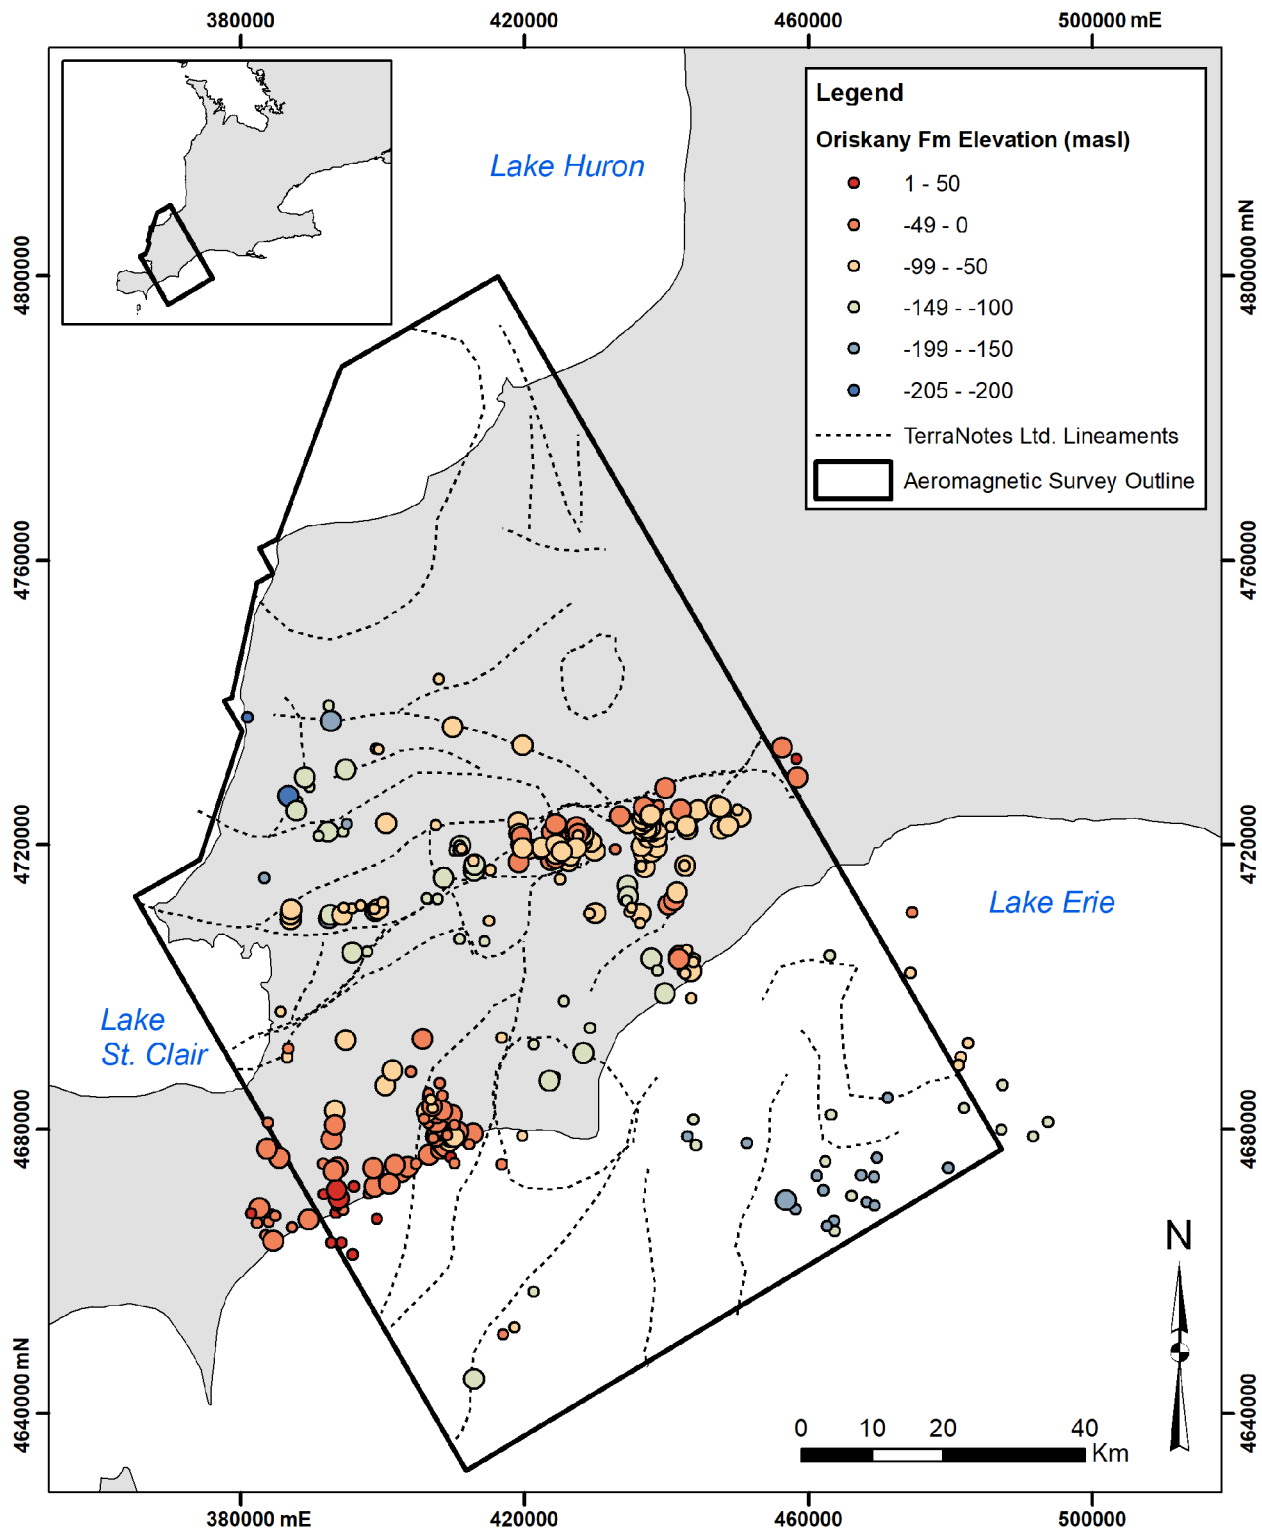 380000
420000
460000
500000 mE
Legend
Oriskany Fm Elevation (masl)
1 - 50
-49 - 0
-99 - -50
-149 - -100
-199 - -150
-205 - -200
TerraNotes Ltd. Lineaments
Aeromagnetic Survey Outline
Lake Huron
4800000
4800000 mN
4760000
4760000
4720000
4720000
Lake Erie
Lake
St. Clair
4680000
4680000
N
4640000 mN
4640000
0
10
20
40
Km
380000 mE
420000
460000
500000